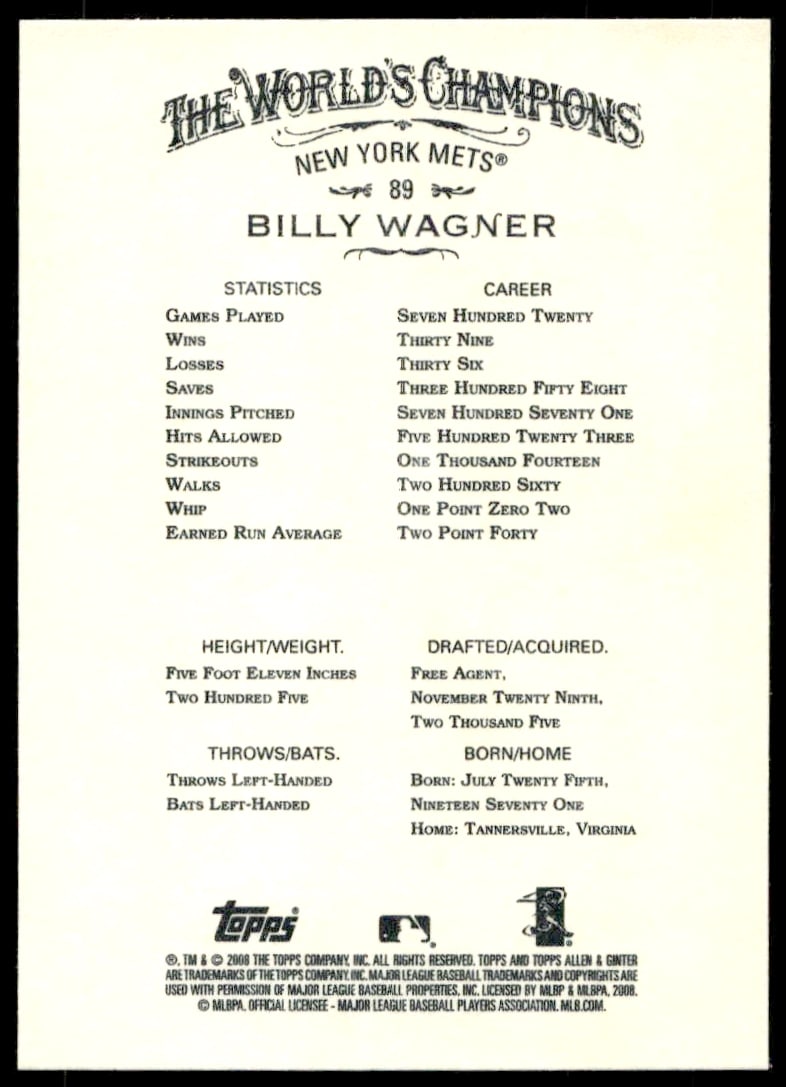 THE WORLD'S CHAMPIONS
NEW YORK METS®
89
BILLY WAGNER
STATISTICS CAREER
GAMES PLAYED SEVEN HUNDRED TWENTY
WINS THIRTY NINE
LOSSES THIRTY SIX
SAVES THREE HUNDRED FIFTY EIGHT
INNINGS PITCHED SEVEN HUNDRED SEVENTY ONE
HITS ALLOWED FIVE HUNDRED TWENTY THREE
STRIKEOUTS ONE THOUSAND FOURTEEN
WALKS TWO HUNDRED SIXTY
WHIP ONE POINT ZERO TWO
EARNED RUN AVERAGE TWO POINT FORTY
HEIGHT/WEIGHT.
FIVE FOOT ELEVEN INCHES
TWO HUNDRED FIVE
DRAFTED/ACQUIRED.
FREE AGENT,
NOVEMBER TWENTY NINTH,
TWO THOUSAND FIVE
THROWS/BATS.
THROWS LEFT-HANDED
BATS LEFT-HANDED
BORN/HOME
BORN: JULY TWENTY FIFTH,
NINETEEN SEVENTY ONE
HOME: TANNERSVILLE, VIRGINIA
topps®
®, TM & © 2008 THE TOPPS COMPANY, INC. ALL RIGHTS RESERVED. TOPPS AND TOPPS ALLEN & GINTER
ARE TRADEMARKS OF THE TOPPS COMPANY, INC. MAJOR LEAGUE BASEBALL TRADEMARKS AND COPYRIGHTS ARE
USED WITH PERMISSION OF MAJOR LEAGUE BASEBALL PROPERTIES, INC. LICENSED BY MLBP & MLBPA, 2008.
© MLBPA. OFFICIAL LICENSEE - MAJOR LEAGUE BASEBALL PLAYERS ASSOCIATION. MLB.COM.